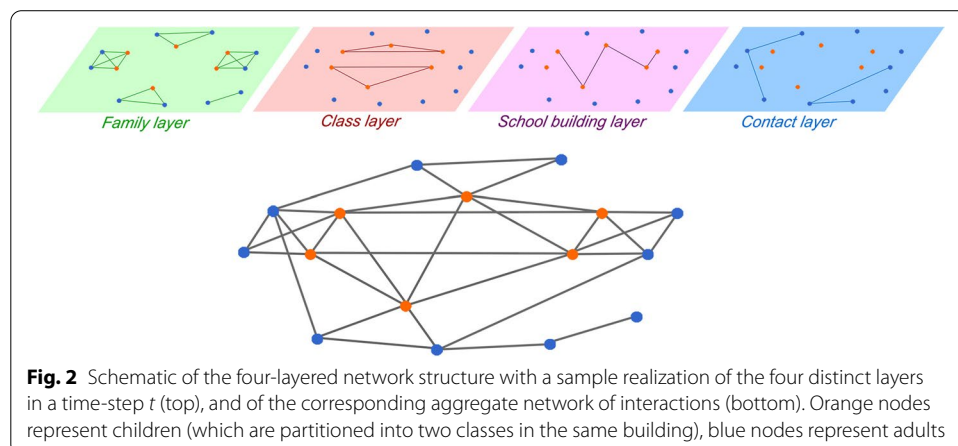 Family layer
Class layer
School building layer
Contact layer
Fig. 2 Schematic of the four-layered network structure with a sample realization of the four distinct layers
in a time-step t (top), and of the corresponding aggregate network of interactions (bottom). Orange nodes
represent children (which are partitioned into two classes in the same building), blue nodes represent adults